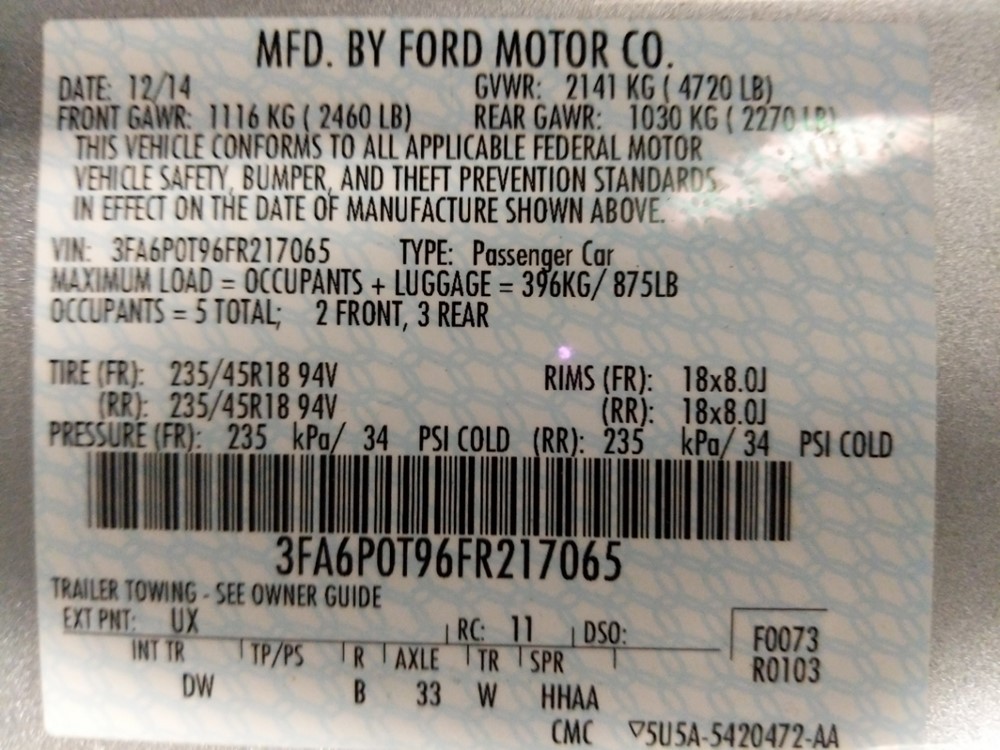 MFD. BY FORD MOTOR CO.
DATE: 12/14 GVWR: 2141 KG ( 4720 LB)
FRONT GAWR: 1116 KG ( 2460 LB) REAR GAWR: 1030 KG ( 2270 LB)
THIS VEHICLE CONFORMS TO ALL APPLICABLE FEDERAL MOTOR
VEHICLE SAFETY, BUMPER, AND THEFT PREVENTION STANDARDS
IN EFFECT ON THE DATE OF MANUFACTURE SHOWN ABOVE.
VIN: 3FA6P0T96FR217065 TYPE: Passenger Car
MAXIMUM LOAD = OCCUPANTS + LUGGAGE = 396KG/ 875LB
OCCUPANTS = 5 TOTAL; 2 FRONT, 3 REAR
TIRE (FR): 235/45R18 94V RIMS (FR): 18x8.0J
(RR): 235/45R18 94V (RR): 18x8.0J
PRESSURE (FR): 235 kPa/ 34 PSI COLD (RR): 235 kPa/ 34 PSI COLD
3FA6P0T96FR217065
TRAILER TOWING - SEE OWNER GUIDE
EXT PNT: UX RC: 11 DSO: F0073
INT TR TP/PS R AXLE TR SPR R0103
DW B 33 W HHAA
CMC ▽5U5A-5420472-AA